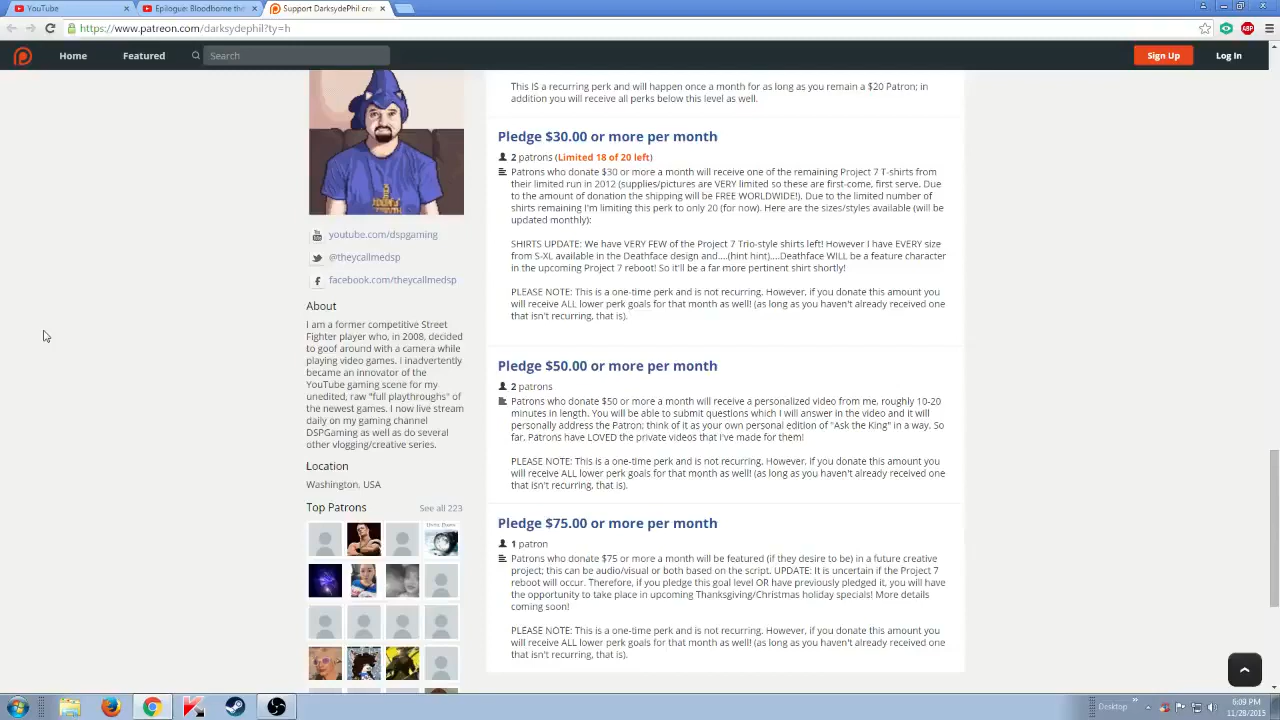 YouTube
Epilogue: Bloodborne the
Support DarksydePhil cre
https://www.patreon.com/darksydephil?ty=h
Home
Featured
Search
Sign Up
Log In
This IS a recurring perk and will happen once a month for as long as you remain a $20 Patron; in
addition you will receive all perks below this level as well.
Pledge $30.00 or more per month
2 patrons (Limited 18 of 20 left)
Patrons who donate $30 or more a month will receive one of the remaining Project 7 T-shirts from
their limited run in 2012 (supplies/pictures are VERY limited so these are first-come, first serve. Due
to the amount of donation the shipping will be FREE WORLDWIDE!). Due to the limited number of
shirts remaining I'm limiting this perk to only 20 (for now). Here are the sizes/styles available (will be
updated monthly):
SHIRTS UPDATE: We have VERY FEW of the Project 7 Trio-style shirts left! However I have EVERY size
from S-XL available in the Deathface design and....(hint hint)....Deathface WILL be a feature character
in the upcoming Project 7 reboot! So it'll be a far more pertinent shirt shortly!
PLEASE NOTE: This is a one-time perk and is not recurring. However, if you donate this amount you
will receive ALL lower perk goals for that month as well! (as long as you haven't already received one
that isn't recurring, that is).
Pledge $50.00 or more per month
2 patrons
Patrons who donate $50 or more a month will receive a personalized video from me, roughly 10-20
minutes in length. You will be able to submit questions which I will answer in the video and it will
personally address the Patron; think of it as your own personal edition of "Ask the King" in a way. So
far, Patrons have LOVED the private videos that I've made for them!
PLEASE NOTE: This is a one-time perk and is not recurring. However, if you donate this amount you
will receive ALL lower perk goals for that month as well! (as long as you haven't already received one
that isn't recurring, that is).
Pledge $75.00 or more per month
1 patron
Patrons who donate $75 or more a month will be featured (if they desire to be) in a future creative
project; this can be audio/visual or both based on the script. UPDATE: It is uncertain if the Project 7
reboot will occur. Therefore, if you pledge this goal level OR have previously pledged it, you will have
the opportunity to take place in upcoming Thanksgiving/Christmas holiday specials! More details
coming soon!
PLEASE NOTE: This is a one-time perk and is not recurring. However, if you donate this amount you
will receive ALL lower perk goals for that month as well! (as long as you haven't already received one
that isn't recurring, that is).
youtube.com/dspgaming
@theycallmedsp
facebook.com/theycallmedsp
About
I am a former competitive Street
Fighter player who, in 2008, decided
to goof around with a camera while
playing video games. I inadvertently
became an innovator of the
YouTube gaming scene for my
unedited, raw "full playthroughs" of
the newest games. I now live stream
daily on my gaming channel
DSPGaming as well as do several
other vlogging/creative series.
Location
Washington, USA
Top Patrons
See all 223
Desktop
6:09 PM
11/28/2015